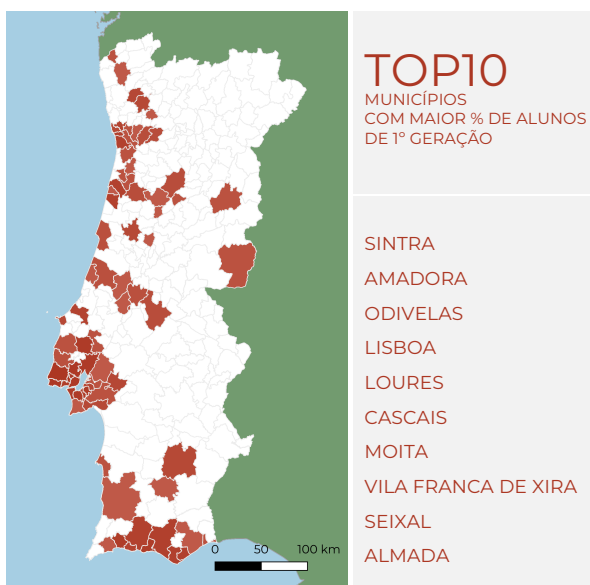 TOP10
MUNICÍPIOS
COM MAIOR % DE ALUNOS
DE 1º GERAÇÃO
SINTRA
AMADORA
ODIVELAS
LISBOA
LOURES
CASCAIS
MOITA
VILA FRANCA DE XIRA
SEIXAL
ALMADA
0 50 100 km